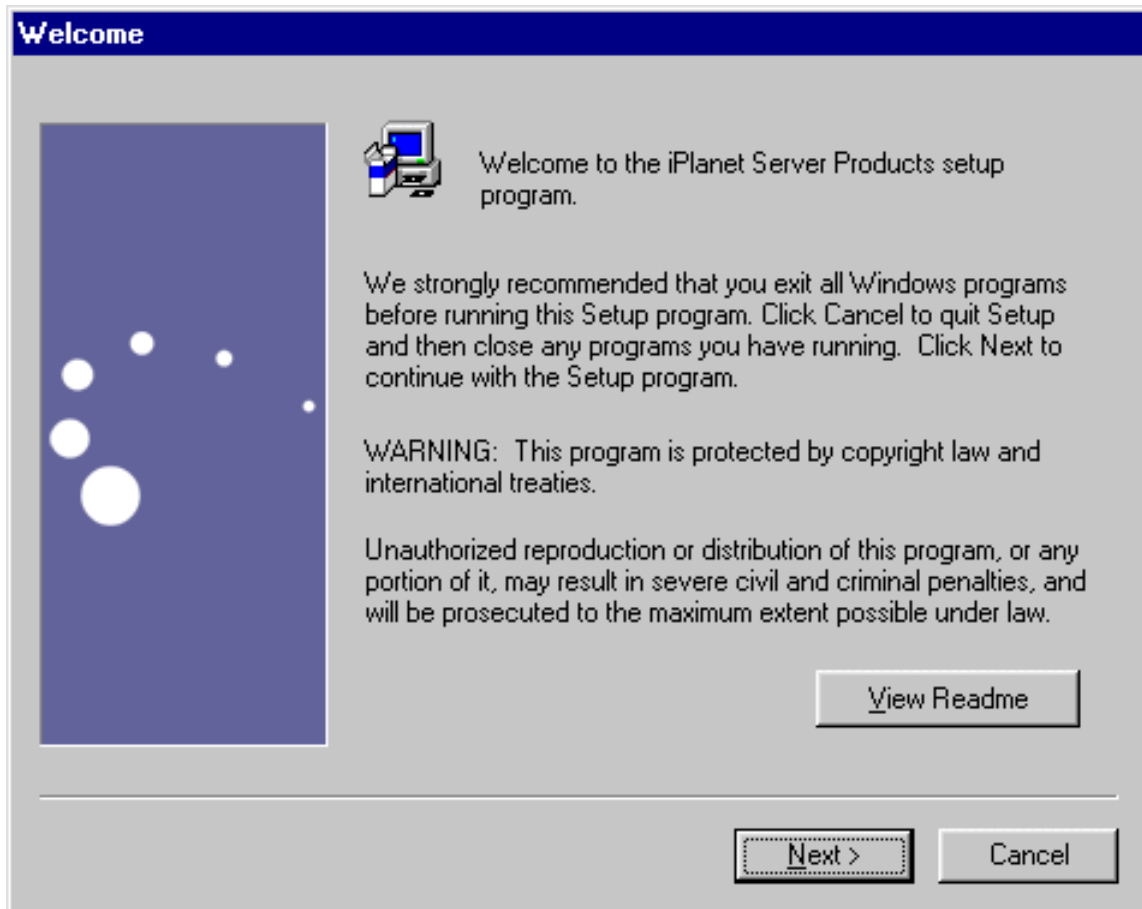 Welcome
Welcome to the iPlanet Server Products setup
program.
We strongly recommended that you exit all Windows programs
before running this Setup program. Click Cancel to quit Setup
and then close any programs you have running.  Click Next to
continue with the Setup program.
WARNING:  This program is protected by copyright law and
international treaties.
Unauthorized reproduction or distribution of this program, or any
portion of it, may result in severe civil and criminal penalties, and
will be prosecuted to the maximum extent possible under law.
View Readme
Next >
Cancel